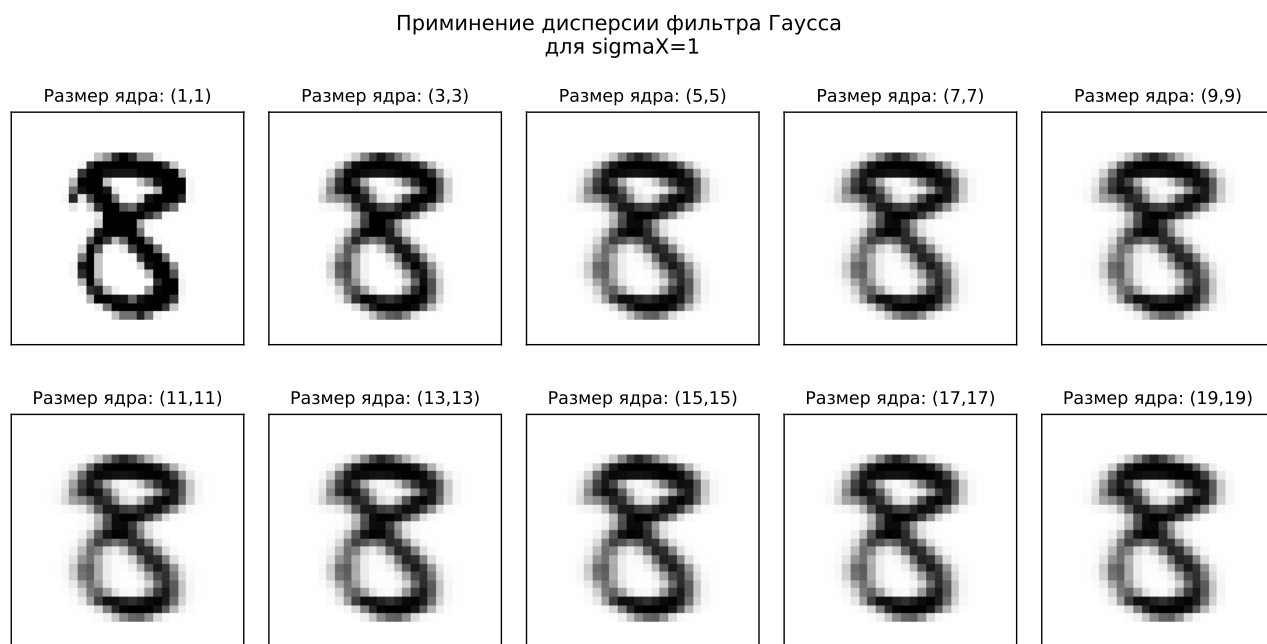 Приминение дисперсии фильтра Гаусса
для sigmaX=1
Размер ядра: (1,1)
Размер ядра: (3,3)
Размер ядра: (5,5)
Размер ядра: (7,7)
Размер ядра: (9,9)
Размер ядра: (11,11)
Размер ядра: (13,13)
Размер ядра: (15,15)
Размер ядра: (17,17)
Размер ядра: (19,19)